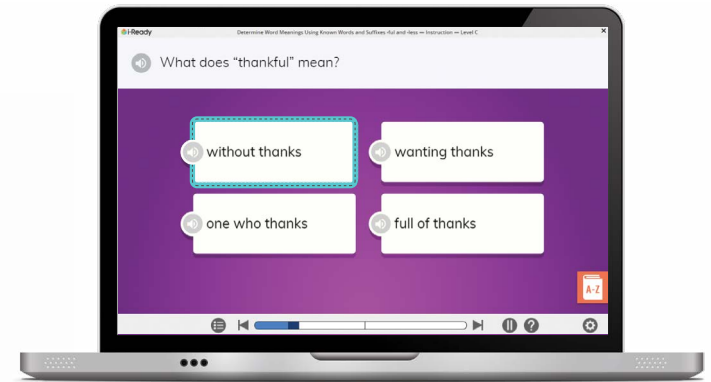 i-Ready
Determine Word Meanings Using Known Words and Suffixes -ful and -less — Instruction — Level C
What does “thankful” mean?
without thanks
wanting thanks
one who thanks
full of thanks
A-Z